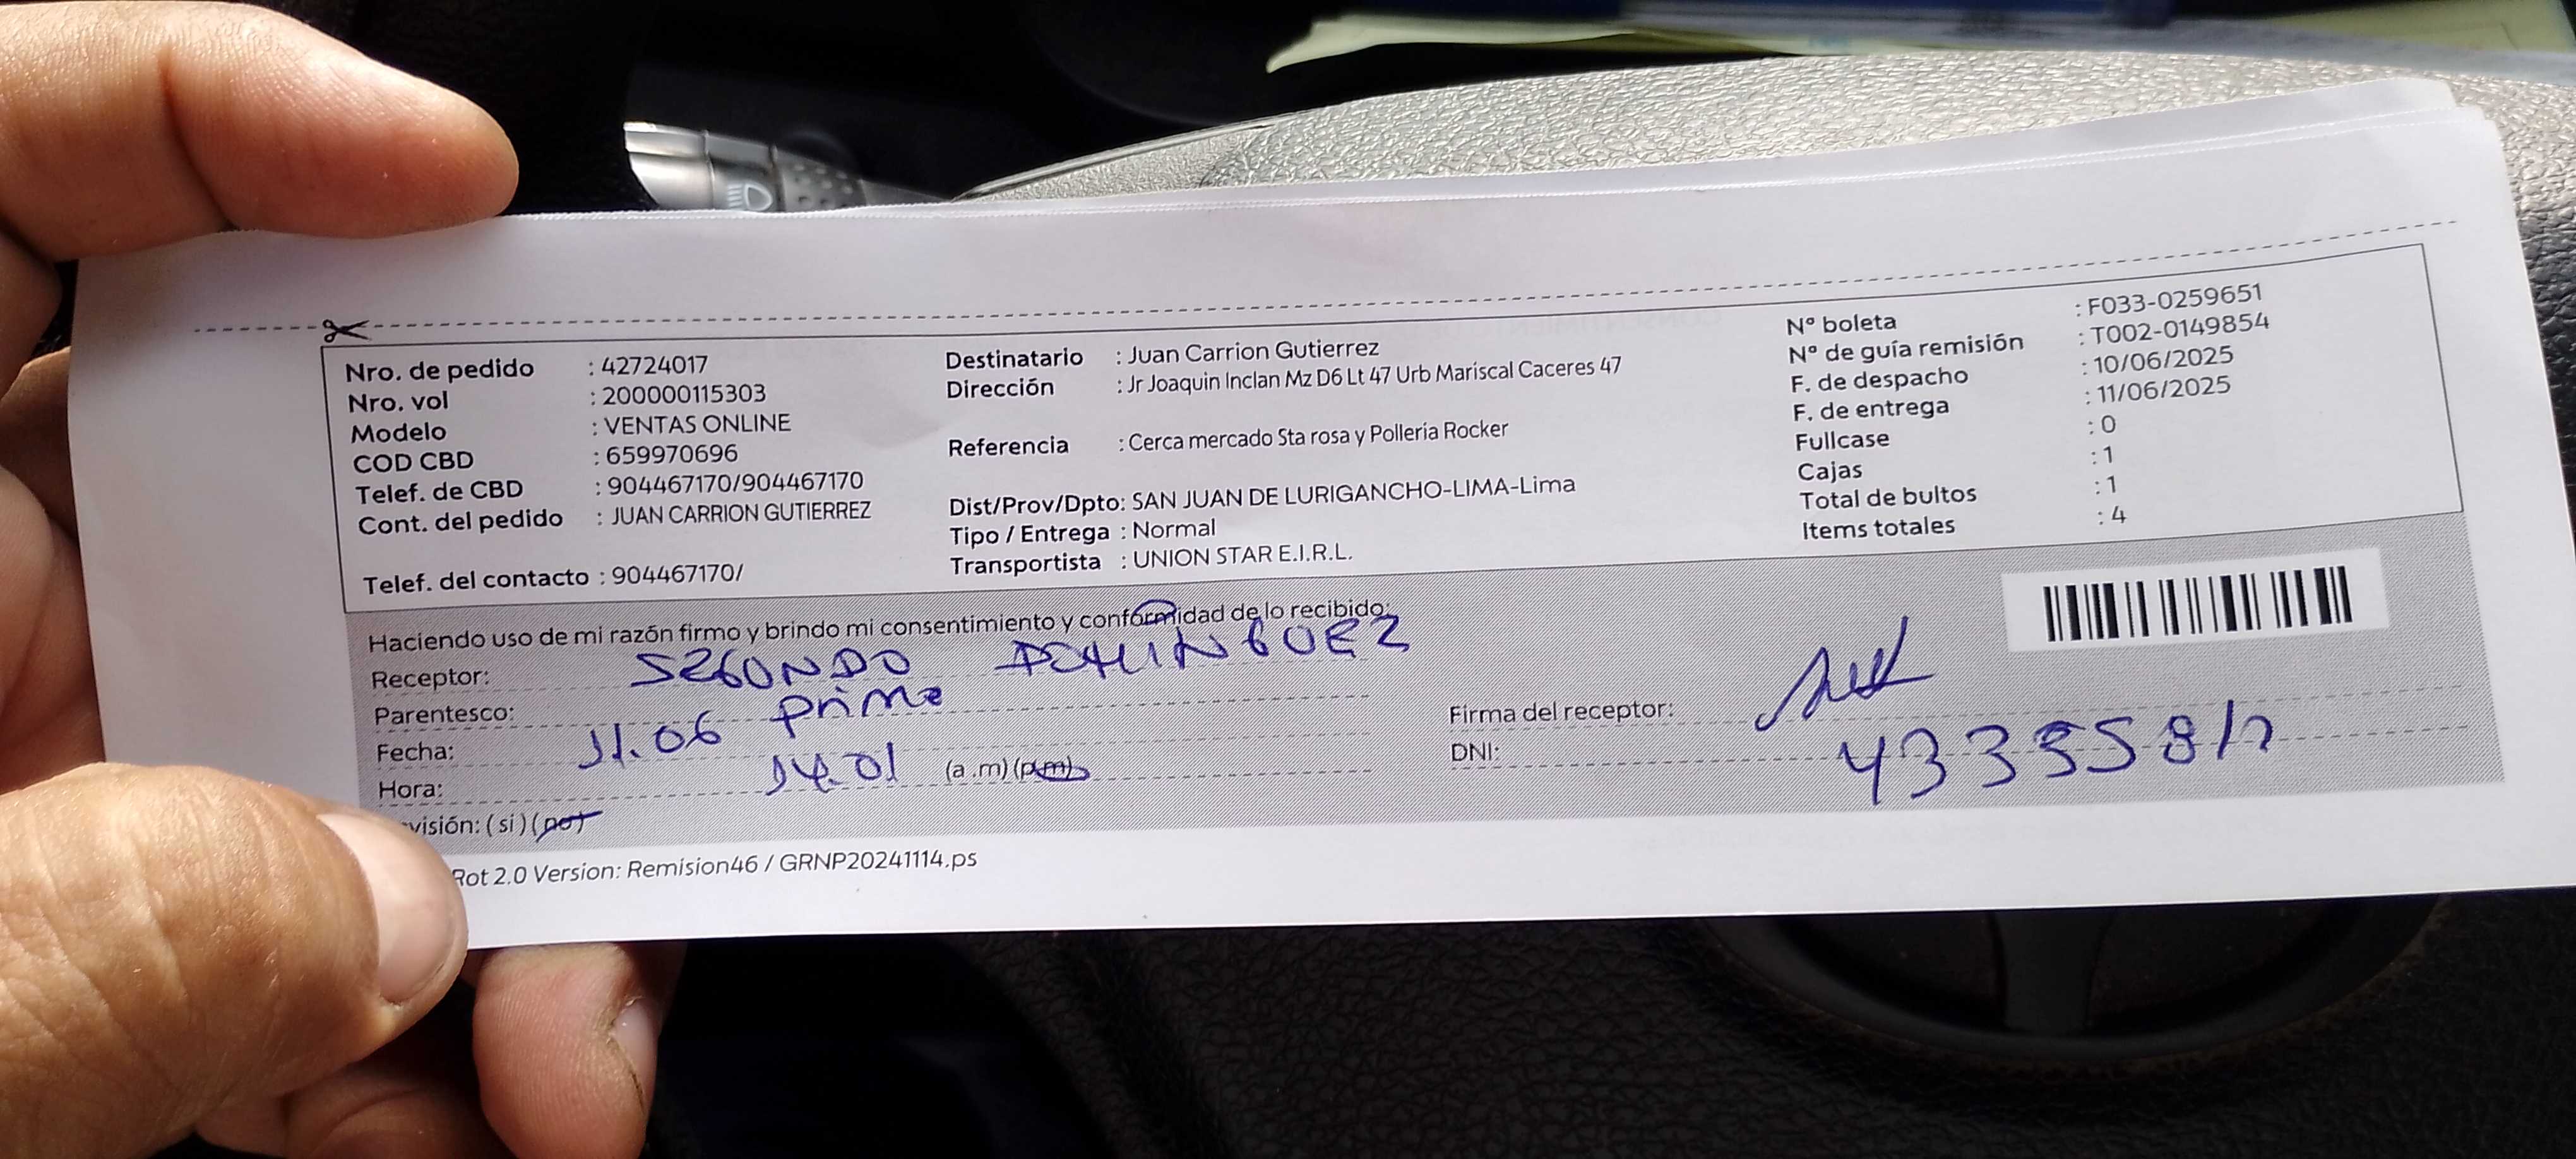 Nro. de pedido : 42724017
Nro. vol : 200000115303
Modelo : VENTAS ONLINE
COD CBD : 659970696
Telef. de CBD : 904467170/904467170
Cont. del pedido : JUAN CARRION GUTIERREZ
Telef. del contacto : 904467170/
Destinatario : Juan Carrion Gutierrez
Dirección : Jr Joaquin Inclan Mz D6 Lt 47 Urb Mariscal Caceres 47
Referencia : Cerca mercado Sta rosa y Polleria Rocker
Dist/Prov/Dpto: SAN JUAN DE LURIGANCHO-LIMA-Lima
Tipo / Entrega : Normal
Transportista : UNION STAR E.I.R.L.
N° boleta : F033-0259651
N° de guía remisión : T002-0149854
F. de despacho : 10/06/2025
F. de entrega : 11/06/2025
Fullcase : 0
Cajas : 1
Total de bultos : 1
Items totales : 4
Haciendo uso de mi razón firmo y brindo mi consentimiento y conformidad de lo recibido:
Receptor: SEGUNDO DOMINGUEZ
Parentesco: Primo
Fecha: 11.06
Hora: 14.01 (a.m)(p.m)
visión: (si)(no)
Firma del receptor:
DNI:
Rot 2.0 Version: Remision46 / GRNP20241114.ps